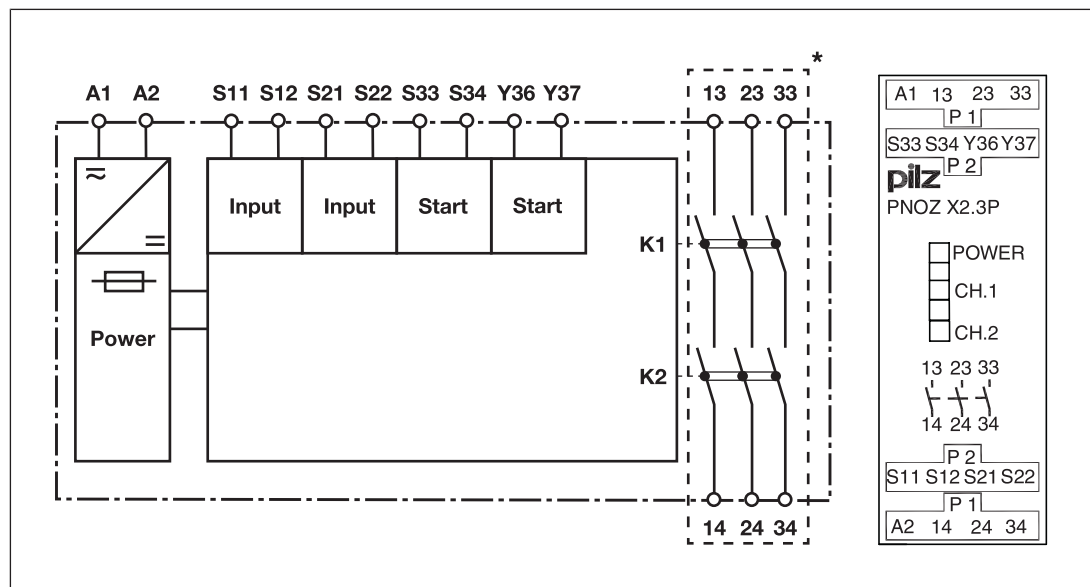 *
A1 A2 S11 S12 S21 S22 S33 S34 Y36 Y37 13 23 33
Input Input Start Start
K1
Power
K2
14 24 34
A1 13 23 33
P 1
S33 S34 Y36 Y37
P 2
pilz
PNOZ X2.3P
POWER
CH.1
CH.2
13 23 33
14 24 34
P 2
S11 S12 S21 S22
P 1
A2 14 24 34